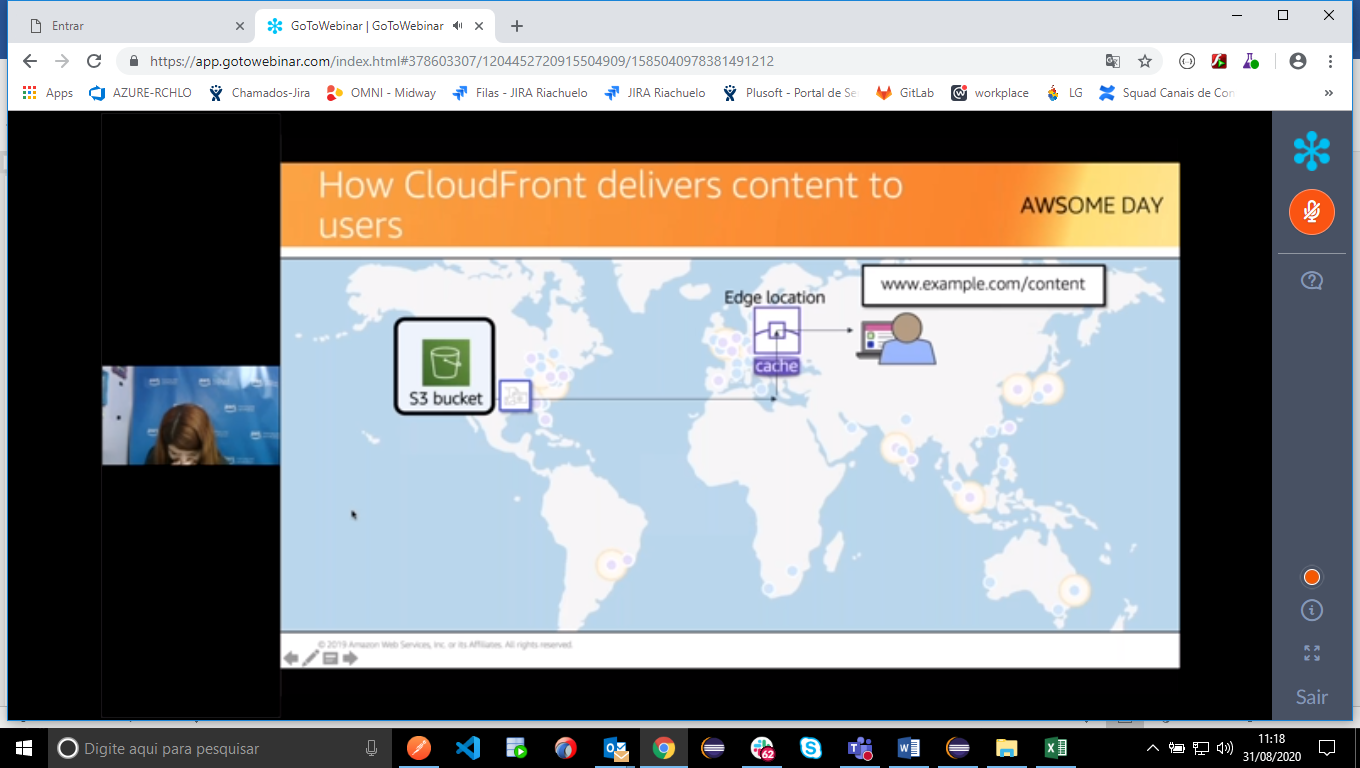 Entrar
GoToWebinar | GoToWebinar
https://app.gotowebinar.com/index.html#378603307/1204452720915504909/1585040978381491212
Apps
AZURE-RCHLO
Chamados-Jira
OMNI - Midway
Filas - JIRA Riachuelo
JIRA Riachuelo
Plusoft - Portal de Se
GitLab
workplace
LG
Squad Canais de Con
»
How CloudFront delivers content to
users
AWSOME DAY
www.example.com/content
Edge location
cache
S3 bucket
© 2019 Amazon Web Services, Inc. or its Affiliates. All rights reserved.
Sair
Digite aqui para pesquisar
62
11:18
31/08/2020